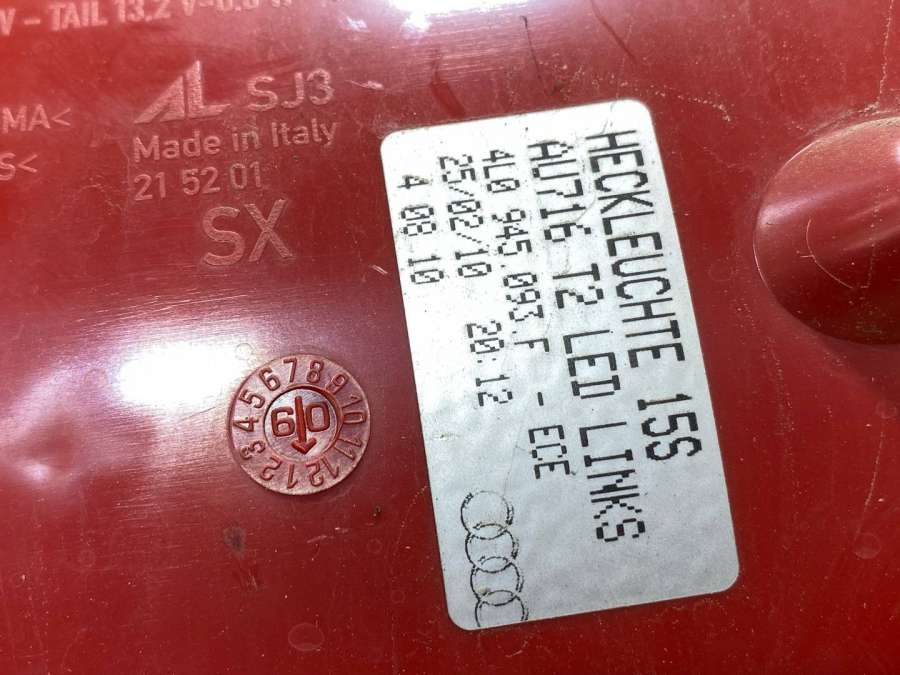 V – TAIL 13.2 V–0.8 W
MA<
S<
AL SJ3
Made in Italy
21 52 01
SX
HECKLEUCHTE 15S
AU716 T2 LED LINKS
4L0 945.093 F - ECE
25/02/10 20:12
4 08 10
1 2 3 4 5 6 7 8 9 10 11 12
09